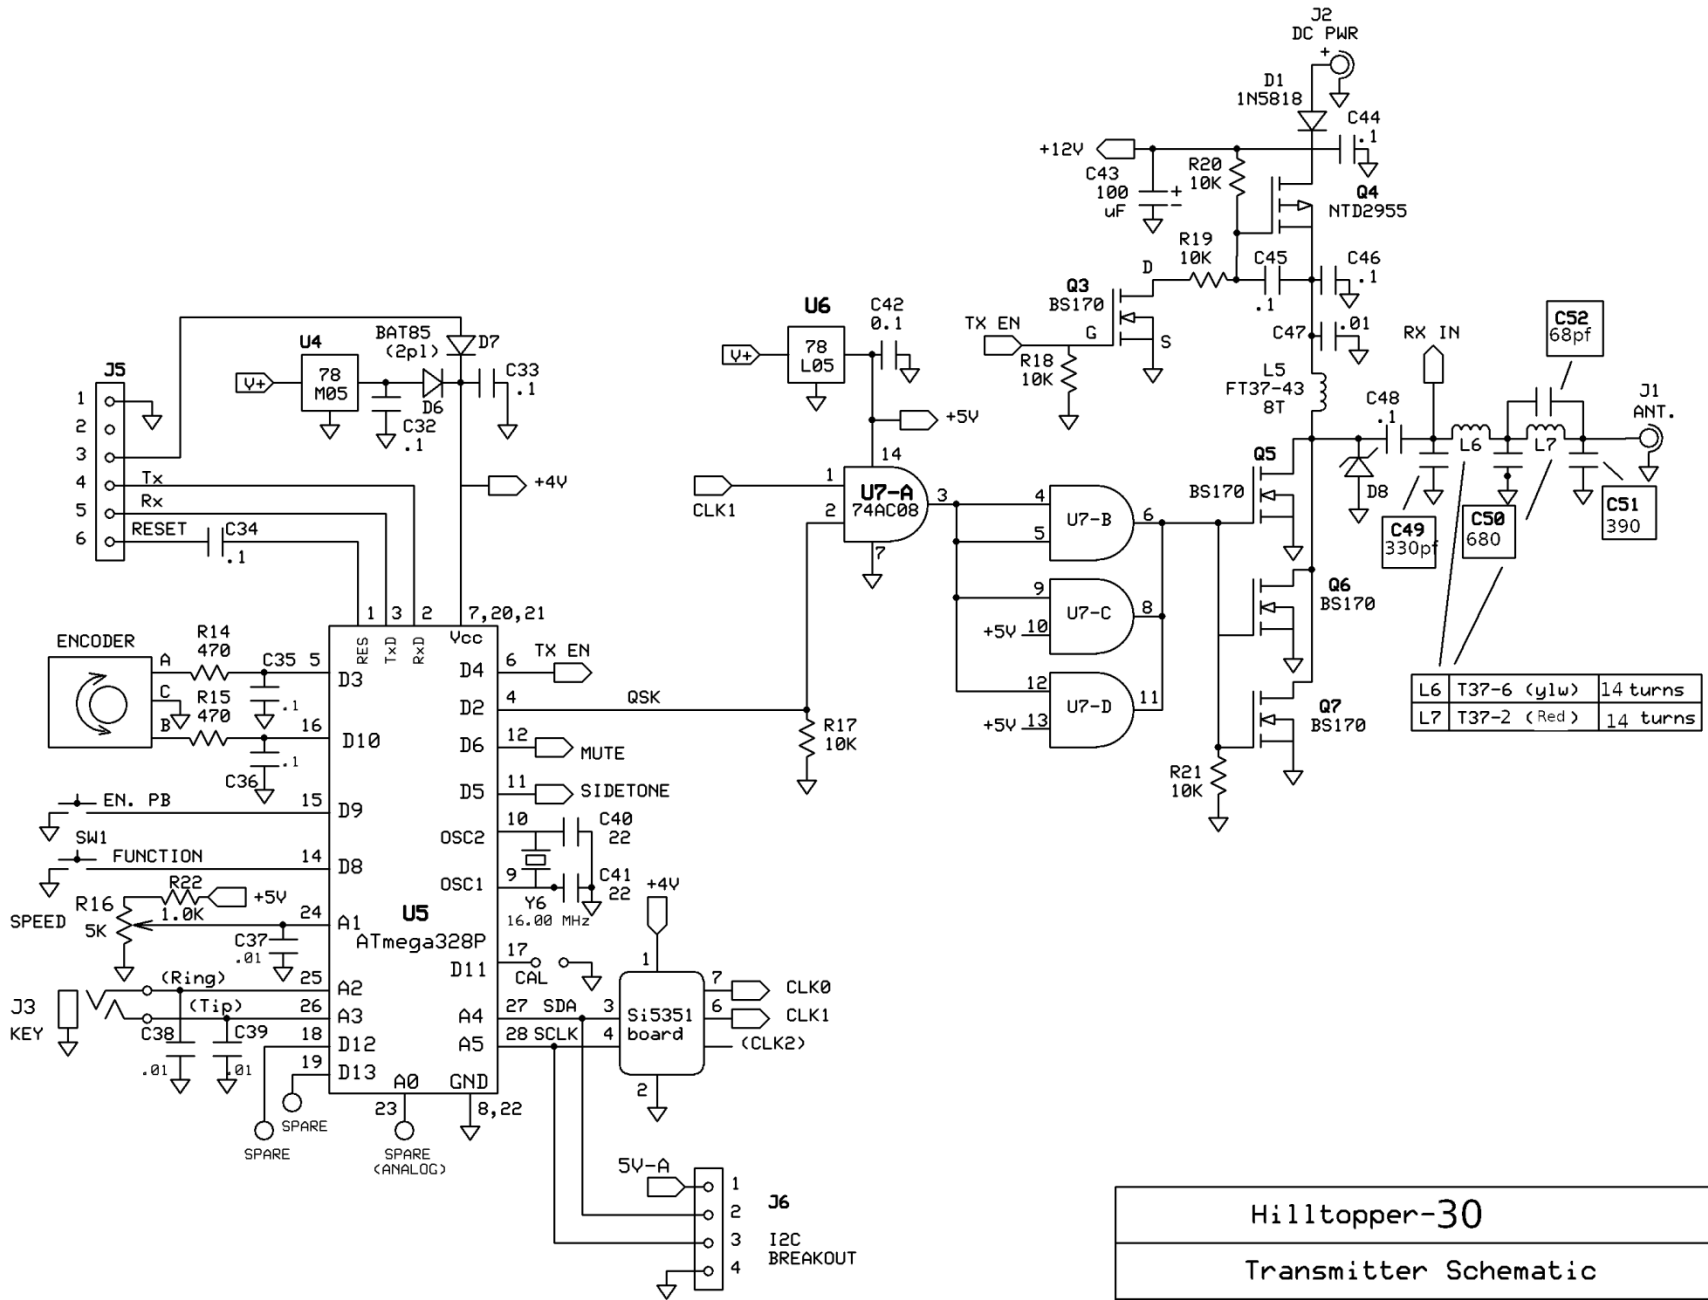 J2
DC PWR
+
D1
1N5818
C44
.1
+12V
C43
100
uF
+
−
R20
10K
Q4
NTD2955
R19
10K
C45
.1
C46
.1
D
Q3
BS170
G
S
TX EN
R18
10K
C47
.01
L5
FT37-43
8T
RX IN
C52
68pf
C48
.1
J1
ANT.
L6
L7
D8
C49
330pf
C50
680
C51
390
L6 T37-6 (ylw) 14 turns
L7 T37-2 (Red) 14 turns
U6
78
L05
V+
C42
0.1
+5V
14
1
2
3
7
U7-A
74AC08
CLK1
4
5
6
U7-B
9
+5V 10
8
U7-C
12
+5V 13
11
U7-D
Q5
BS170
Q6
BS170
Q7
BS170
R21
10K
BAT85
(2pl)
D7
U4
78
M05
V+
D6
C33
.1
C32
.1
+4V
J5
1
2
3
4
5
6
Tx
Rx
RESET
C34
.1
1
3
2
7,20,21
RES
TxD
RxD
Vcc
ENCODER
A
C
B
R14
470
R15
470
C35
.1
C36
.1
5
D3
16
D10
EN. PB
15
D9
SW1
FUNCTION
14
D8
R16
5K
SPEED
R22
1.0K
+5V
24
A1
C37
.01
J3
KEY
(Ring)
(Tip)
25
A2
26
A3
C38
.01
C39
.01
18
D12
19
D13
SPARE
SPARE
U5
ATmega328P
A0
23
SPARE
(ANALOG)
GND
8,22
D4
6
TX EN
D2
4
QSK
R17
10K
D6
12
MUTE
D5
11
SIDETONE
OSC2
10
OSC1
9
C40
22
C41
22
Y6
16.00 MHz
D11
17
CAL
A4
27
SDA
A5
28
SCLK
+4V
1
3
4
2
Si5351
board
7
CLK0
6
CLK1
(CLK2)
5V-A
1
2
3
4
J6
I2C
BREAKOUT
Hilltopper-30
Transmitter Schematic